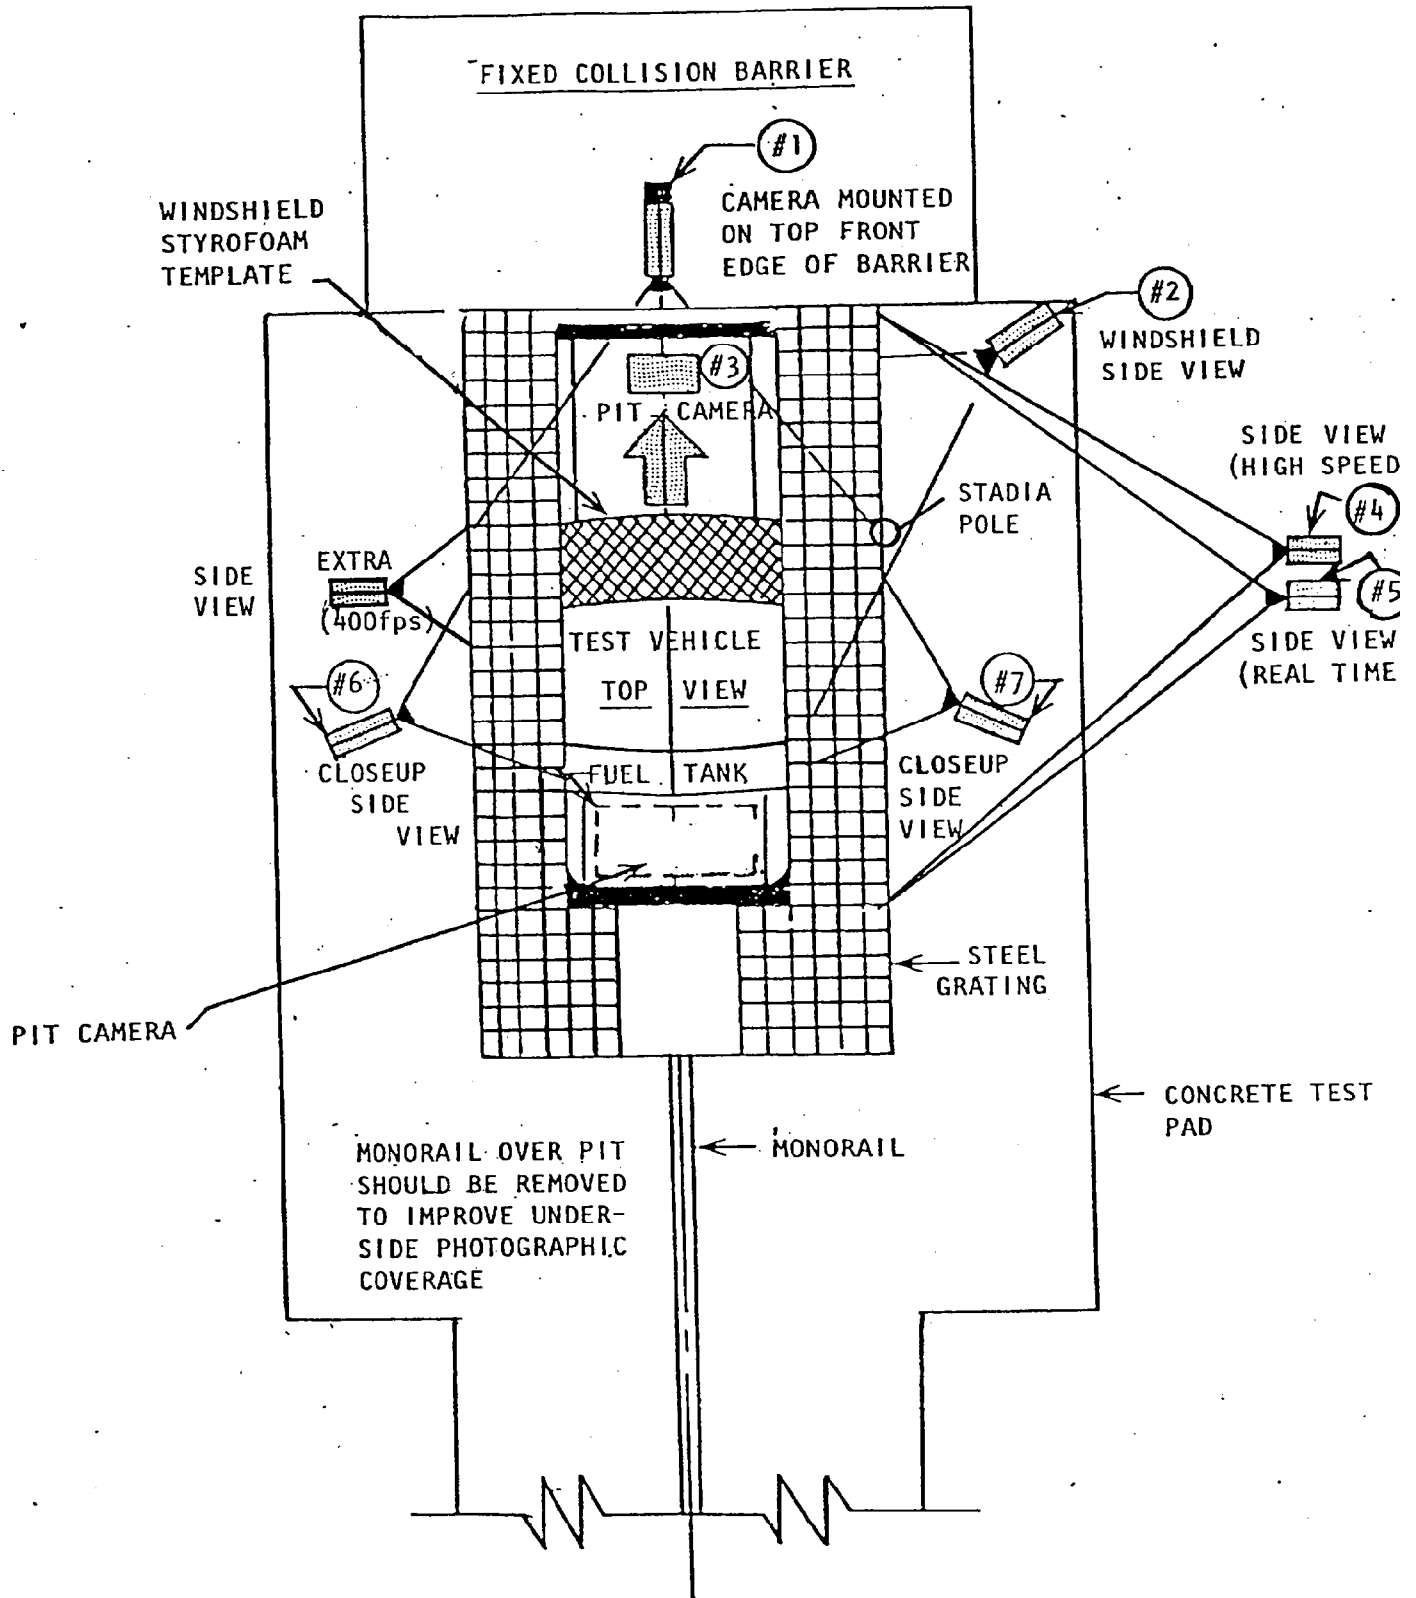 FIXED COLLISION BARRIER
#1
CAMERA MOUNTED
ON TOP FRONT
EDGE OF BARRIER
WINDSHIELD
STYROFOAM
TEMPLATE
#2
WINDSHIELD
SIDE VIEW
#3
PIT CAMERA
SIDE VIEW
(HIGH SPEED
#4
#5
SIDE VIEW
(REAL TIME
STADIA
POLE
SIDE
VIEW
EXTRA
(400fps)
TEST VEHICLE
TOP VIEW
#6
CLOSEUP
SIDE
VIEW
#7
CLOSEUP
SIDE
VIEW
FUEL TANK
STEEL
GRATING
PIT CAMERA
CONCRETE TEST
PAD
MONORAIL
MONORAIL OVER PIT
SHOULD BE REMOVED
TO IMPROVE UNDER-
SIDE PHOTOGRAPHIC
COVERAGE